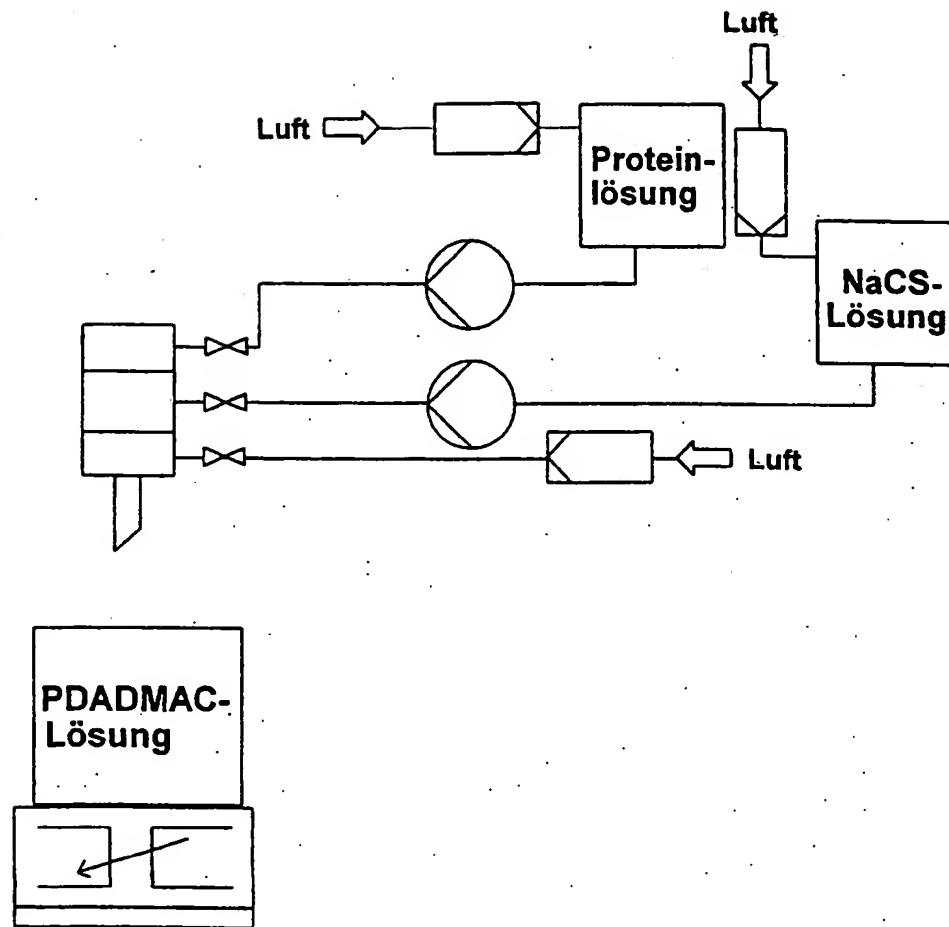 Luft
Luft
Protein-
lösung
NaCS-
Lösung
Luft
PDADMAC-
Lösung